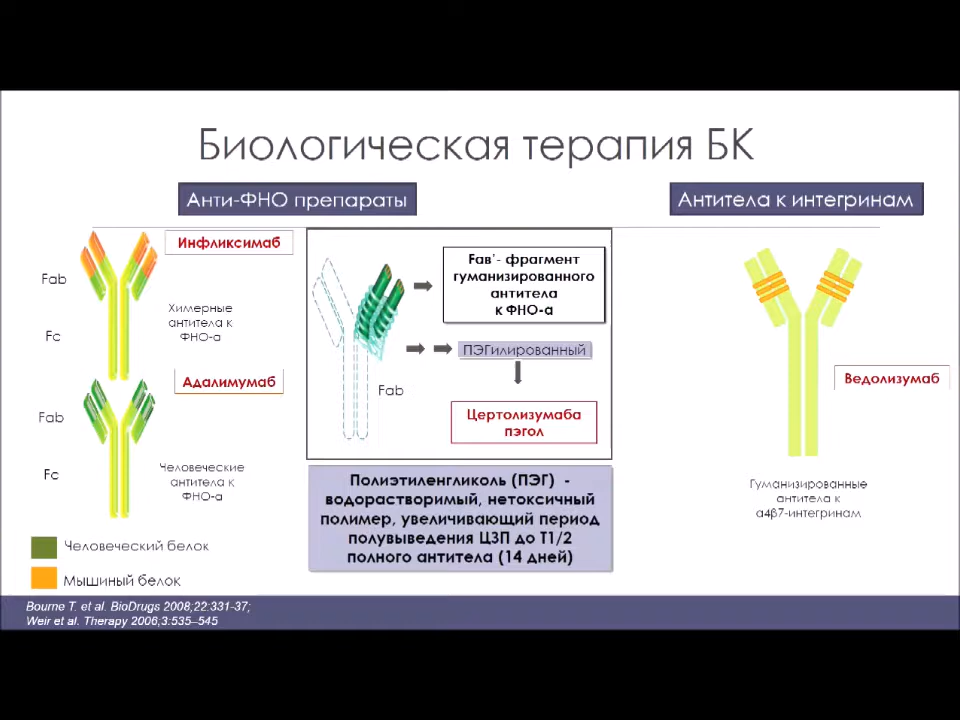 Биологическая терапия БК
Анти-ФНО препараты
Антитела к интегринам
Инфликсимаб
Fab
Химерные
антитела к
ФНО-α
Fc
Адалимумаб
Fab
Человеческие
антитела к
ФНО-α
Fc
Fав'- фрагмент
гуманизированного
антитела
к ФНО-α
ПЭГилированный
Fab
Цертолизумаба
пэгол
Полиэтиленгликоль (ПЭГ) -
водорастворимый, нетоксичный
полимер, увеличивающий период
полувыведения ЦЗП до Т1/2
полного антитела (14 дней)
Ведолизумаб
Гуманизированные
антитела к
α4β7-интегринам
Человеческий белок
Мышиный белок
Bourne T. et al. BioDrugs 2008;22:331-37;
Weir et al. Therapy 2006;3:535–545